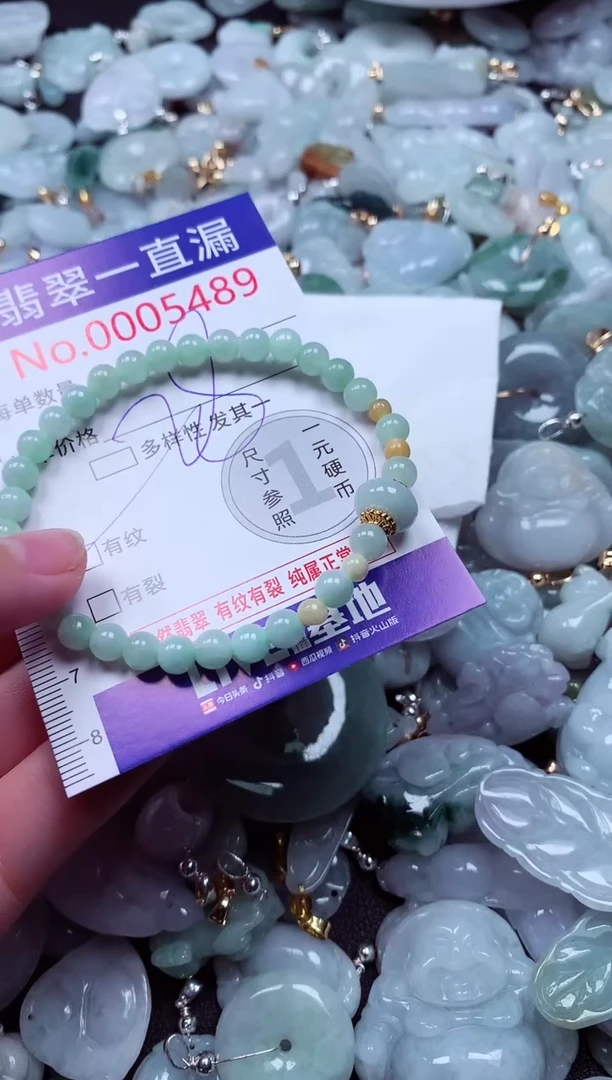 翡翠一直漏
No.0005489
每单数量
价格
多样性 发其一
一元硬币
尺寸参照
1
有纹
有裂
然翡翠 有纹有裂 纯属正常
基地
今日头条 抖音 西瓜视频 抖音火山版
7
8